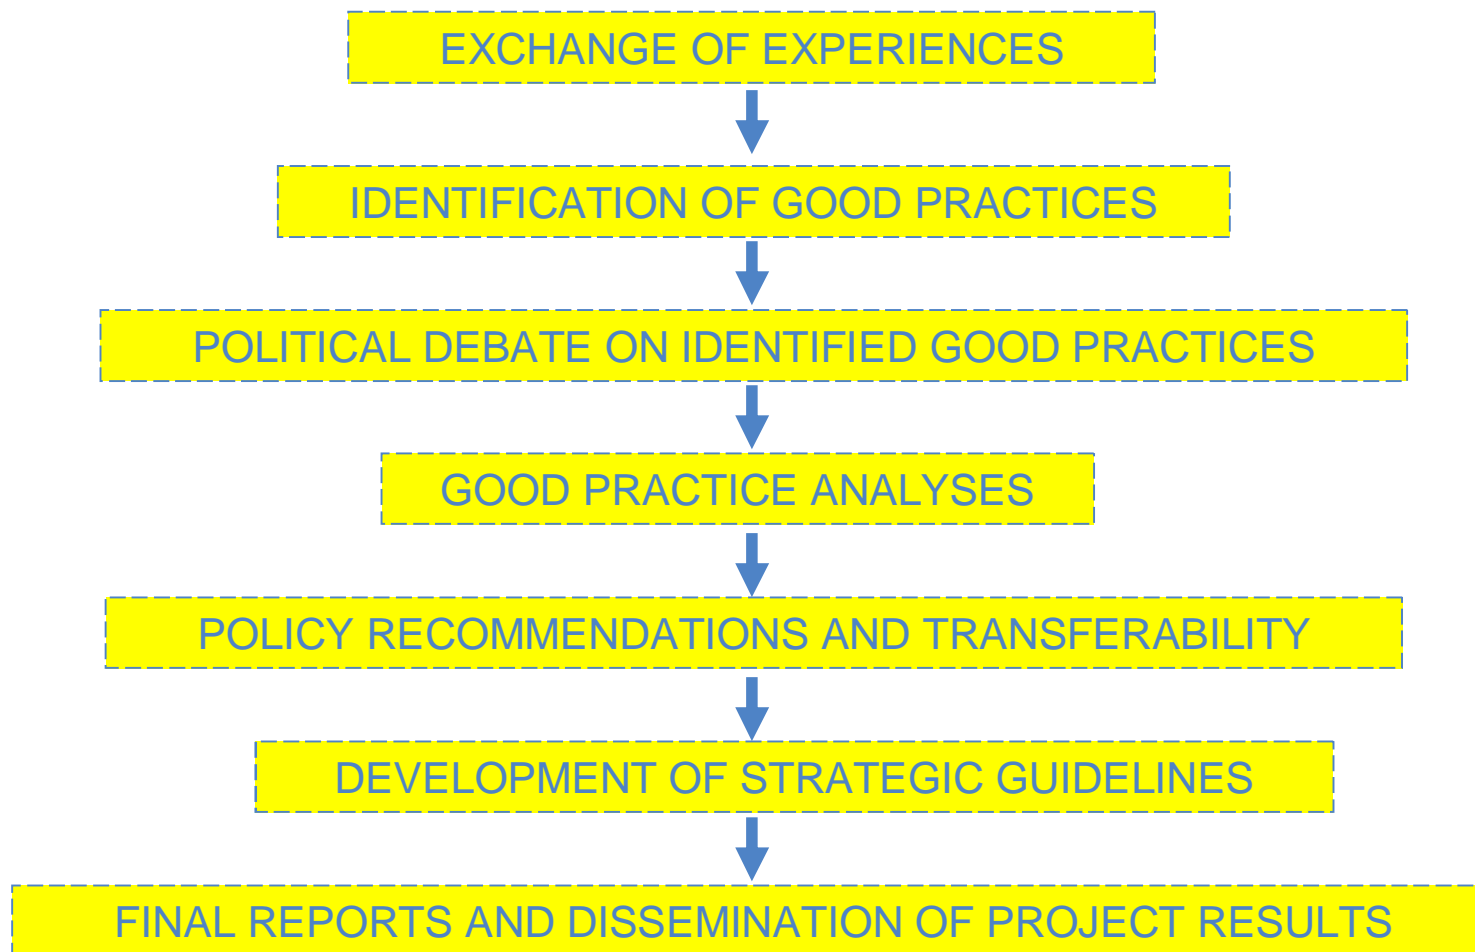 EXCHANGE OF EXPERIENCES
IDENTIFICATION OF GOOD PRACTICES
POLITICAL DEBATE ON IDENTIFIED GOOD PRACTICES
GOOD PRACTICE ANALYSES
POLICY RECOMMENDATIONS AND TRANSFERABILITY
DEVELOPMENT OF STRATEGIC GUIDELINES
FINAL REPORTS AND DISSEMINATION OF PROJECT RESULTS